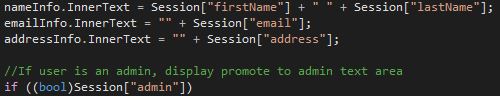 nameInfo.InnerText = Session["firstName"] + " " + Session["lastName"];
emailInfo.InnerText = "" + Session["email"];
addressInfo.InnerText = "" + Session["address"];
//If user is an admin, display promote to admin text area
if ((bool)Session["admin"])